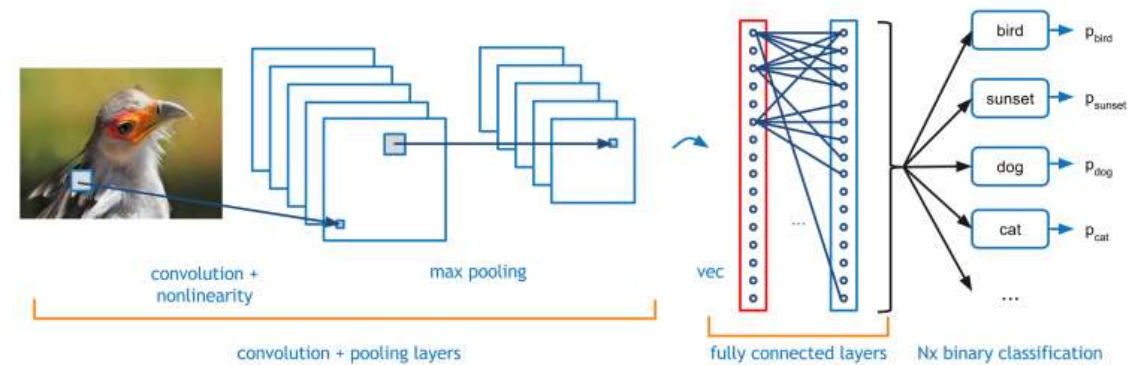 bird
p_bird
sunset
p_sunset
dog
p_dog
cat
p_cat
...
...
convolution +
nonlinearity
max pooling
vec
convolution + pooling layers
fully connected layers
Nx binary classification